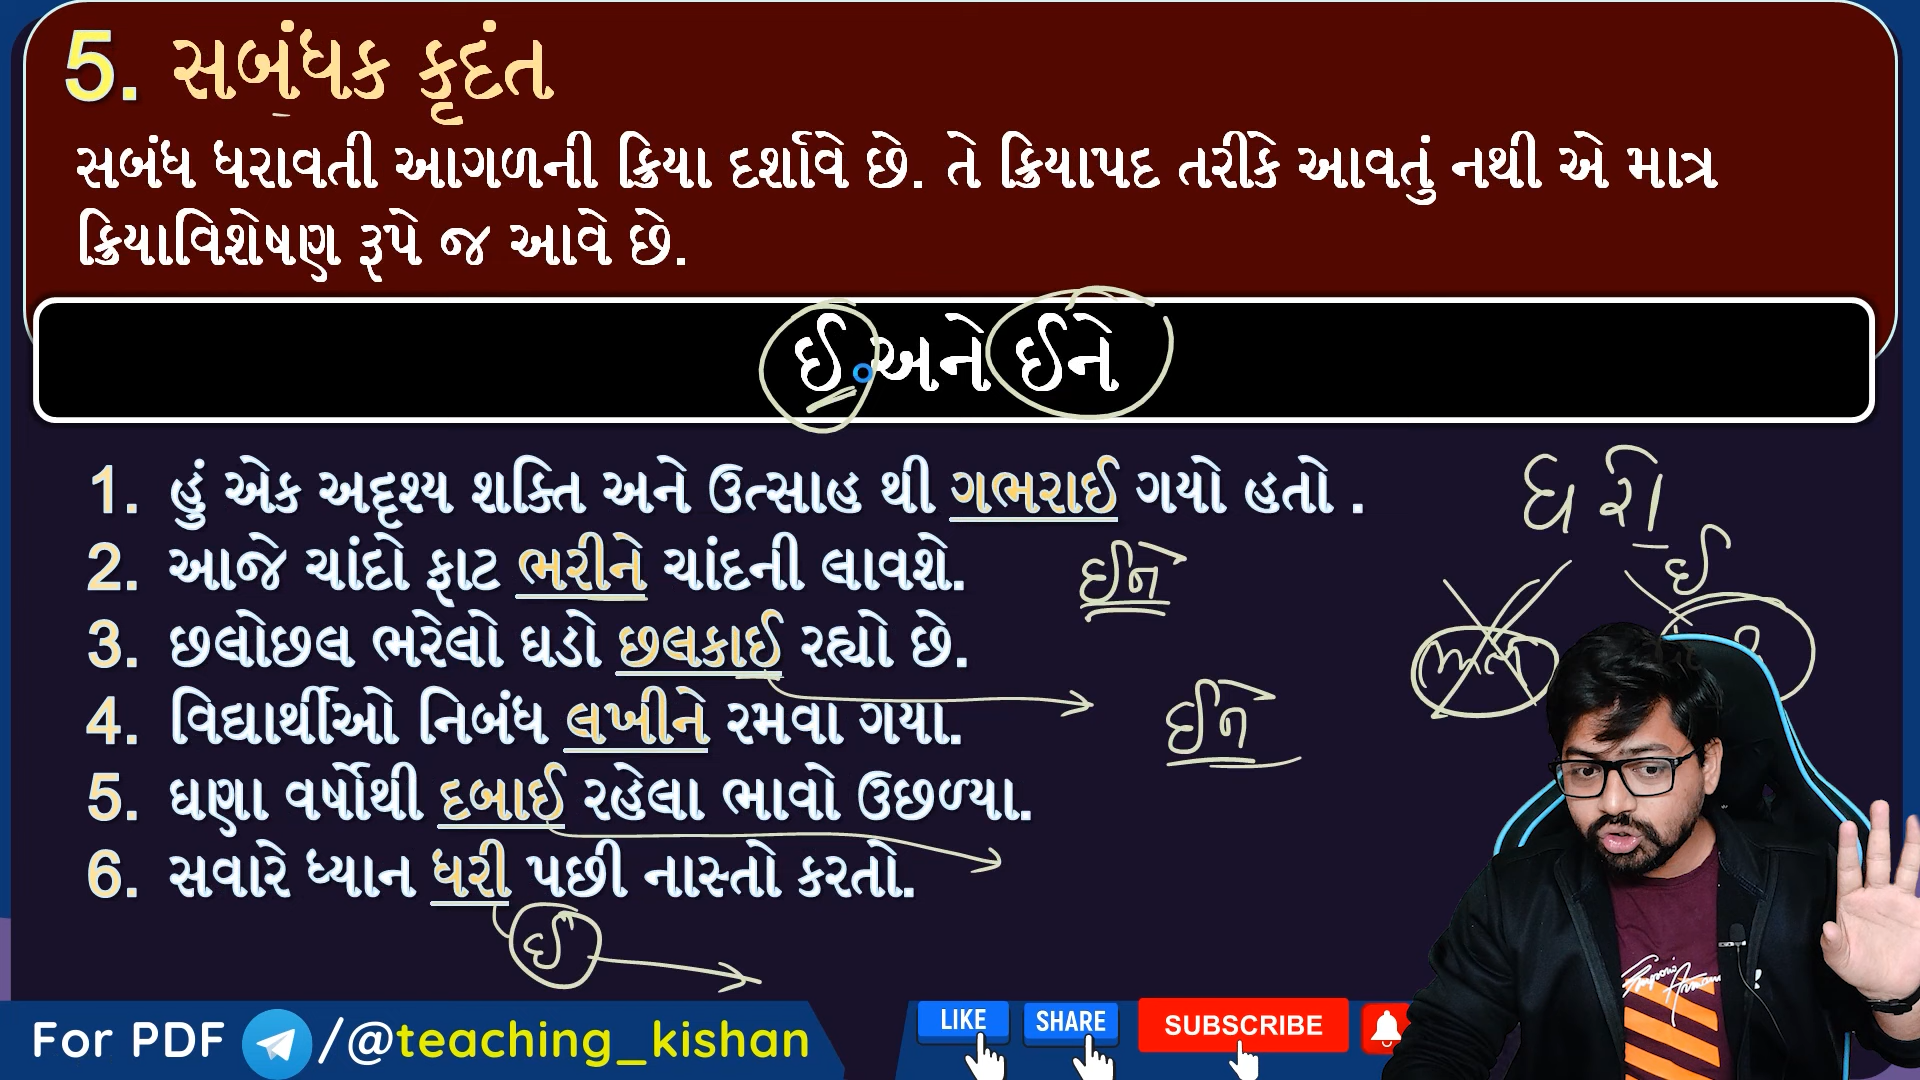 5. સબંધક કૃદંત
સબંધ ધરાવતી આગળની ક્રિયા દર્શાવે છે. તે ક્રિયાપદ તરીકે આવતું નથી એ માત્ર
ક્રિયાવિશેષણ રૂપે જ આવે છે.
ઈ અને ઈને
1. હું એક અદૃશ્ય શક્તિ અને ઉત્સાહ થી ગભરાઈ ગયો હતો .
2. આજે ચાંદો ફાટ ભરીને ચાંદની લાવશે.
3. છલોછલ ભરેલો ઘડો છલકાઈ રહ્યો છે.
4. વિદ્યાર્થીઓ નિબંધ લખીને રમવા ગયા.
5. ઘણા વર્ષોથી દબાઈ રહેલા ભાવો ઉછળ્યા.
6. સવારે ધ્યાન ધરી પછી નાસ્તો કરતો.
ઈને
ઈને
ઈ
ધરી
ઈ
For PDF /@teaching_kishan
LIKE SHARE SUBSCRIBE